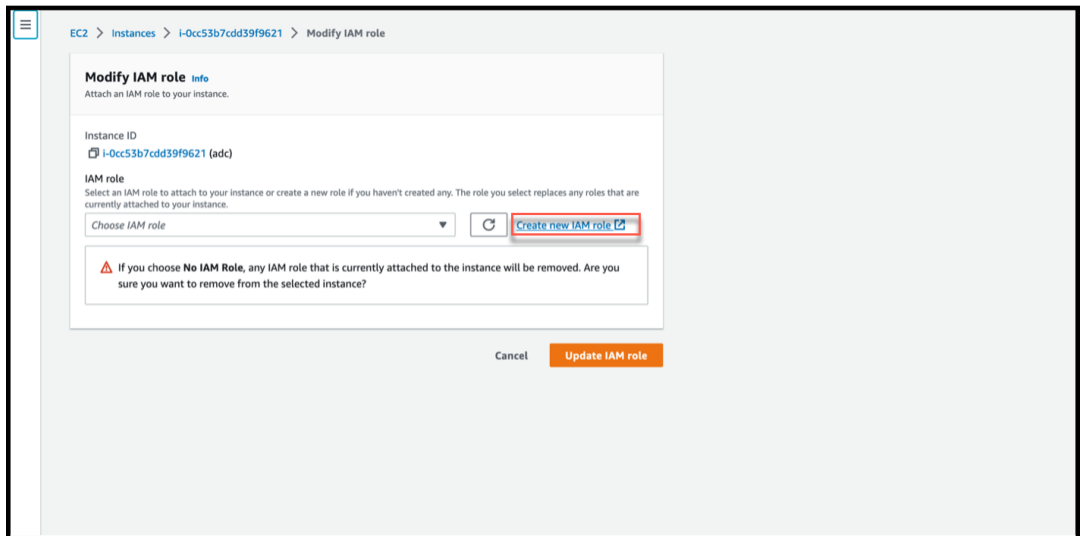 EC2 > Instances > i-0cc53b7cdd39f9621 > Modify IAM role
Modify IAM role Info
Attach an IAM role to your instance.
Instance ID
i-0cc53b7cdd39f9621 (adc)
IAM role
Select an IAM role to attach to your instance or create a new role if you haven't created any. The role you select replaces any roles that are
currently attached to your instance.
Choose IAM role
Create new IAM role
If you choose No IAM Role, any IAM role that is currently attached to the instance will be removed. Are you
sure you want to remove from the selected instance?
Cancel
Update IAM role